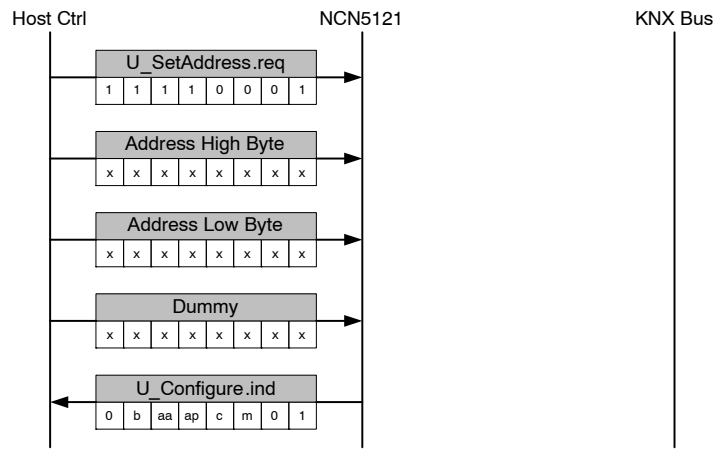 Host Ctrl NCN5121 KNX Bus
U_SetAddress.req
1 1 1 1 0 0 0 1
Address High Byte
x x x x x x x x
Address Low Byte
x x x x x x x x
Dummy
x x x x x x x x
U_Configure.ind
0 b aa ap c m 0 1